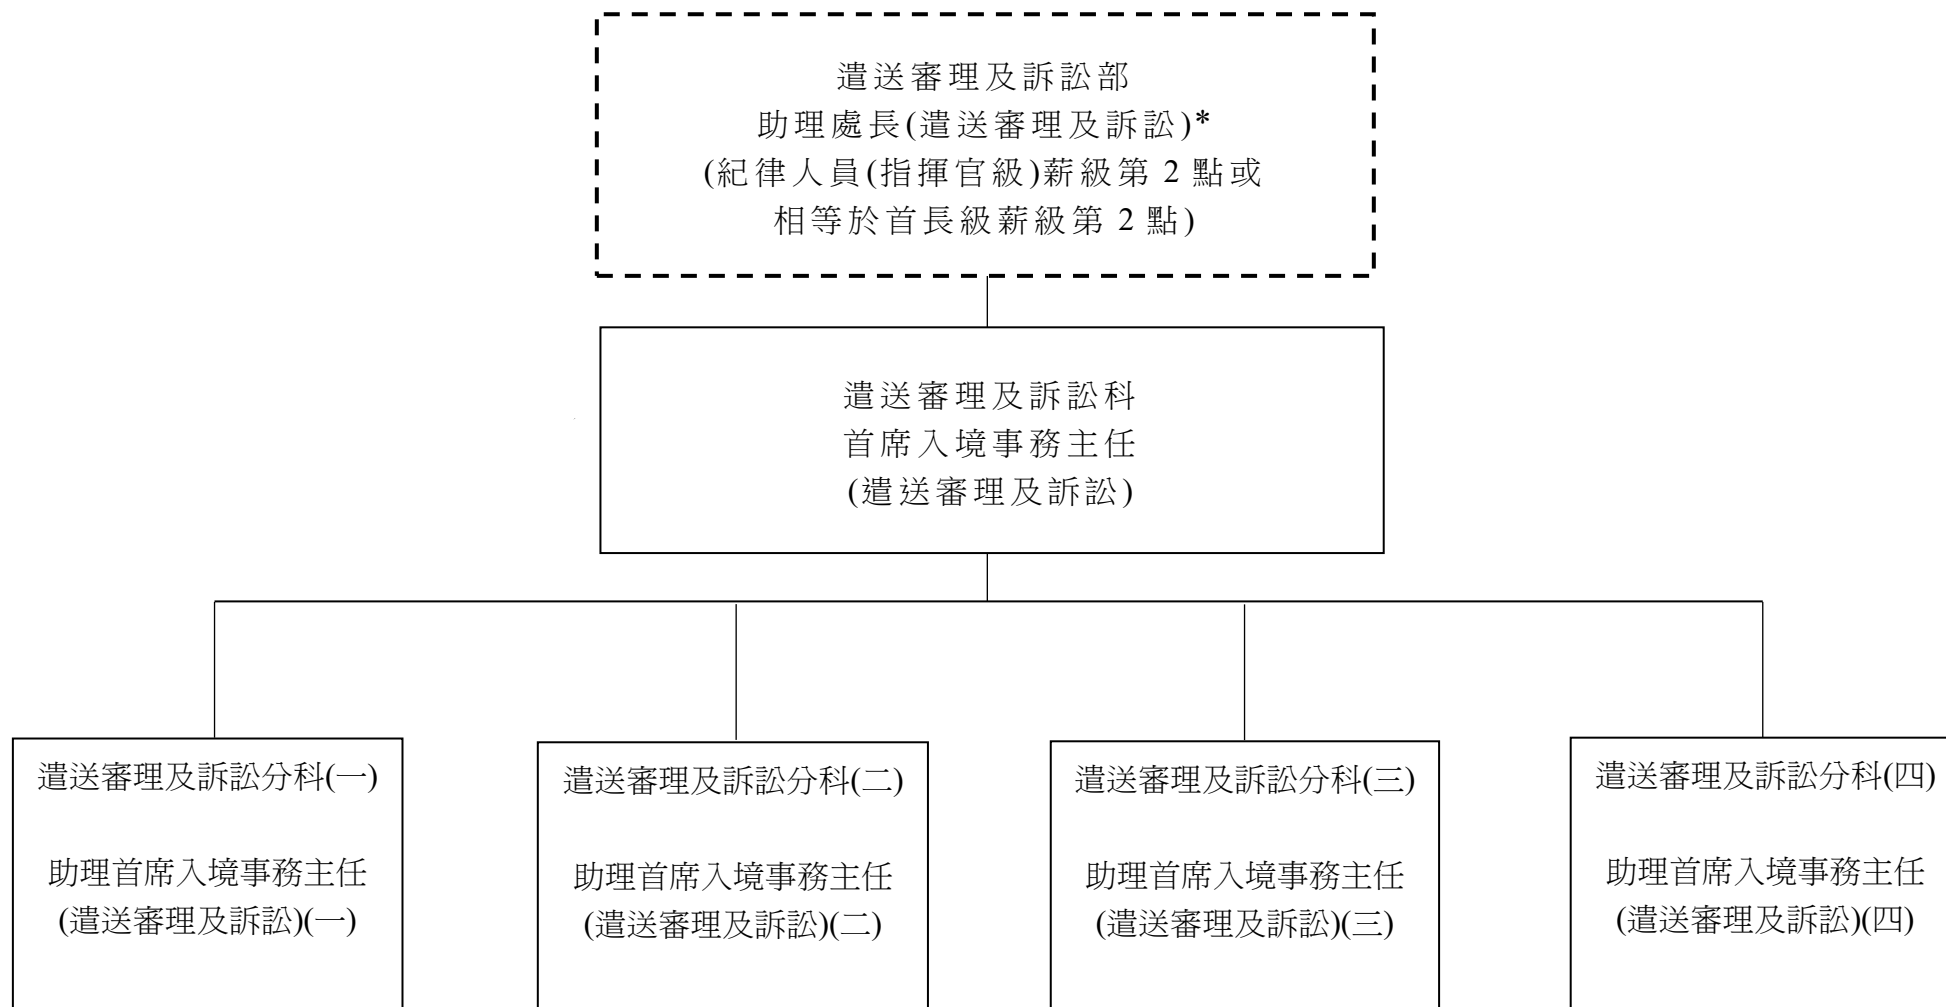 遣送審理及訴訟部
助理處長(遣送審理及訴訟)*
(紀律人員(指揮官級)薪級第 2 點或
相等於首長級薪級第 2 點)
遣送審理及訴訟科
首席入境事務主任
(遣送審理及訴訟)
遣送審理及訴訟分科(一)
助理首席入境事務主任
(遣送審理及訴訟)(一)
遣送審理及訴訟分科(二)
助理首席入境事務主任
(遣送審理及訴訟)(二)
遣送審理及訴訟分科(三)
助理首席入境事務主任
(遣送審理及訴訟)(三)
遣送審理及訴訟分科(四)
助理首席入境事務主任
(遣送審理及訴訟)(四)